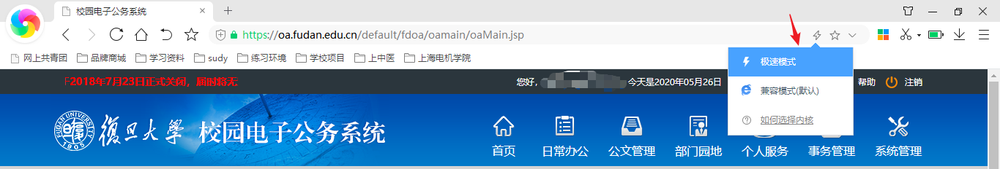 校园电子公务系统
https://oa.fudan.edu.cn/default/fdoa/oamain/oaMain.jsp
网上共青团 品牌商城 学习资料 sudy 练习环境 学校项目 上中医 上海电机学院
极速模式
2018年7月23日正式关闭，届时将无 您好， 今天是2020年05月26日 帮助 注销
兼容模式(默认)
如何选择内核
FUDAN UNIVERSITY 1905 復旦大學 校园电子公务系统
首页 日常办公 公文管理 部门园地 个人服务 事务管理 系统管理